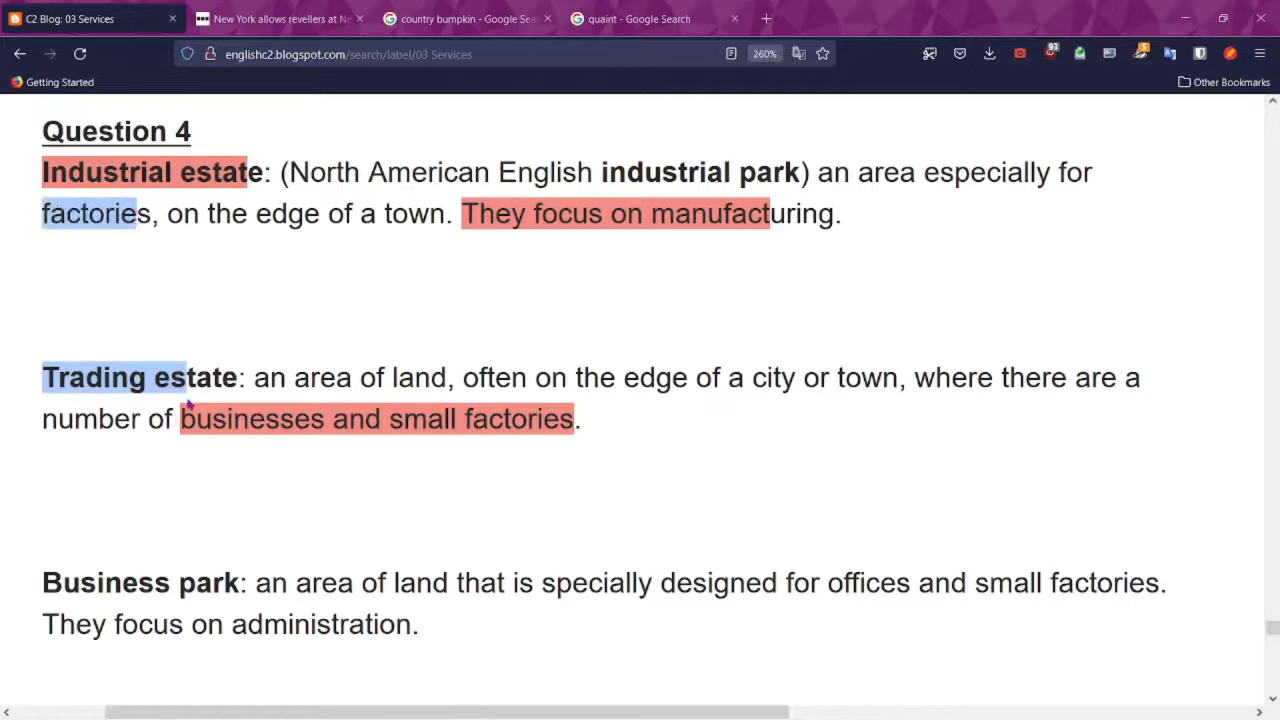 C2 Blog: 03 Services
New York allows revellers at Ne
country bumpkin - Google Sea
quaint - Google Search
englishc2.blogspot.com/search/label/03 Services
260%
93
5
Getting Started
Other Bookmarks
Question 4
Industrial estate: (North American English industrial park) an area especially for
factories, on the edge of a town. They focus on manufacturing.
Trading estate: an area of land, often on the edge of a city or town, where there are a
number of businesses and small factories.
Business park: an area of land that is specially designed for offices and small factories.
They focus on administration.